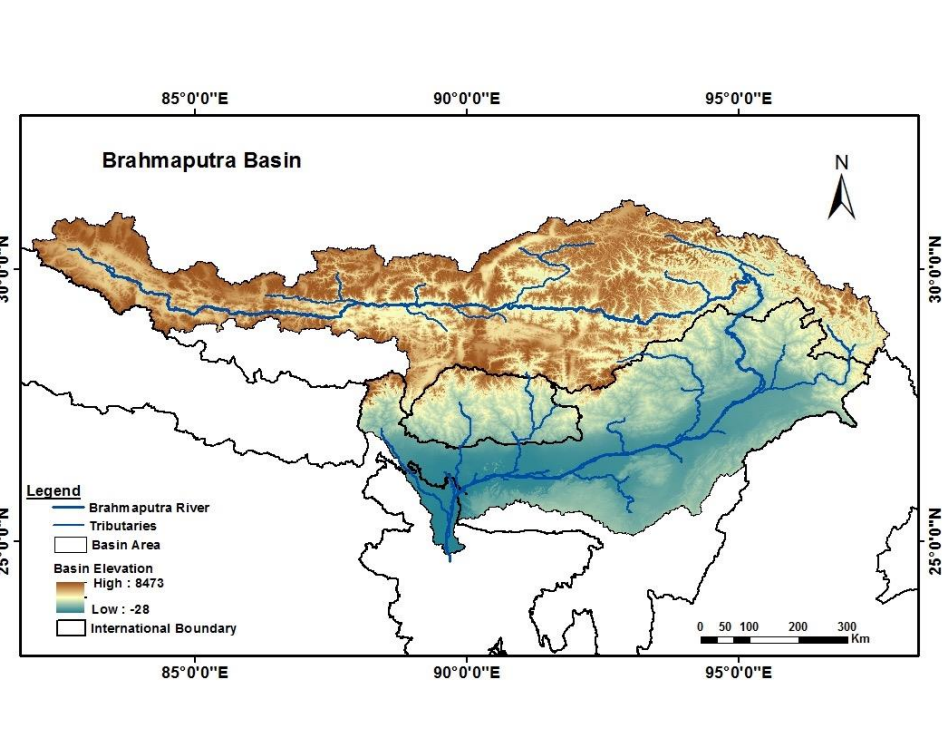 85°0'0"E 90°0'0"E 95°0'0"E
Brahmaputra Basin
N
30°0'0"N 30°0'0"N
Legend
Brahmaputra River
Tributaries
Basin Area
Basin Elevation
High : 8473
Low : -28
International Boundary
25°0'0"N 25°0'0"N
0 50 100 200 300
Km
85°0'0"E 90°0'0"E 95°0'0"E